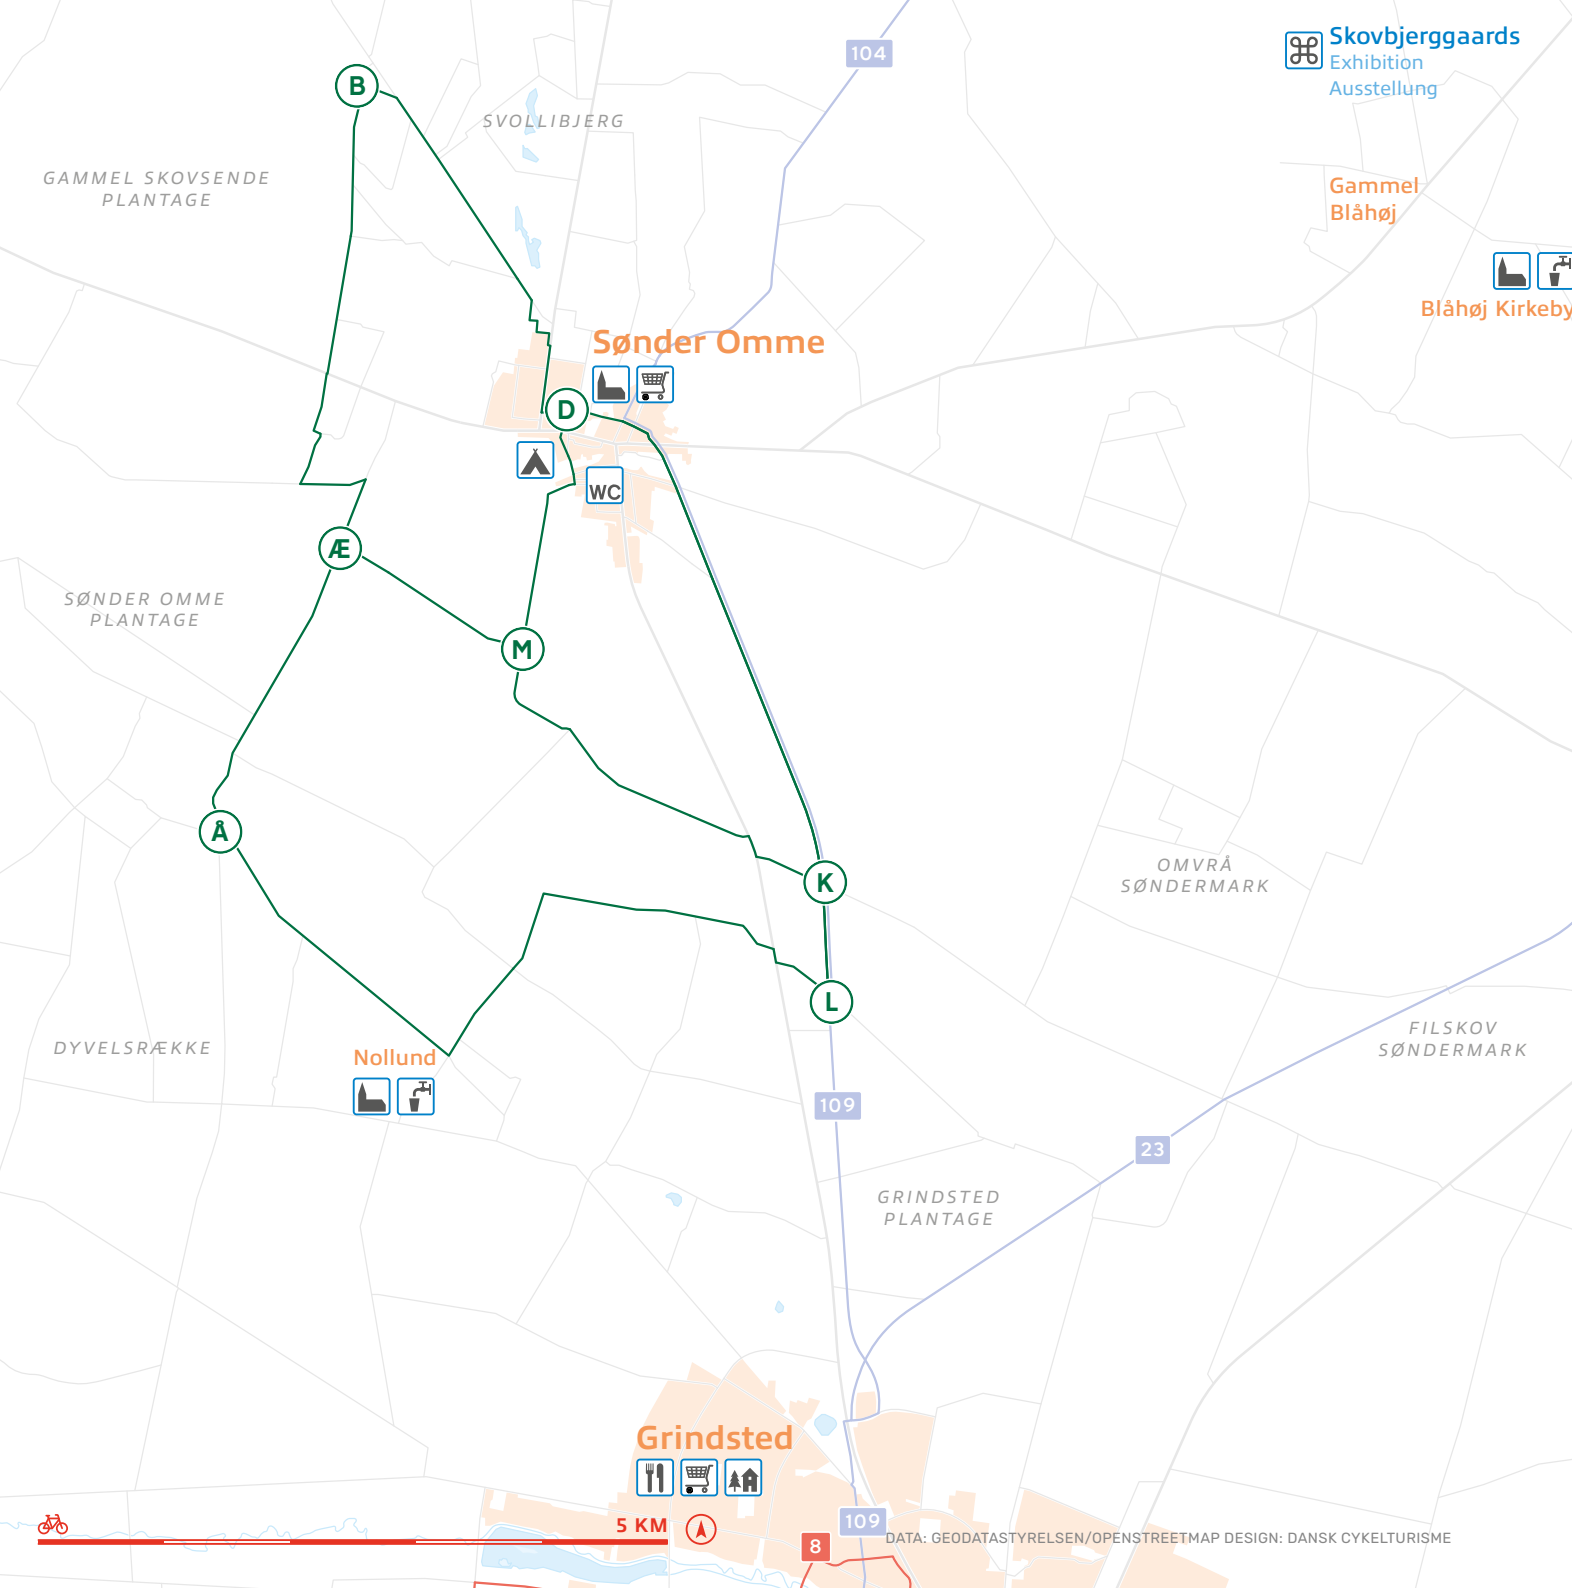 104
Skovbjerggaards
Exhibition
Ausstellung
B
SVOLLIBJERG
GAMMEL SKOVSENDE
PLANTAGE
Gammel
Blåhøj
Blåhøj Kirkeby
Sønder Omme
D
WC
Æ
SØNDER OMME
PLANTAGE
M
Å
K
OMVRÅ
SØNDERMARK
L
DYVELSRÆKKE
Nollund
FILSKOV
SØNDERMARK
109
23
GRINDSTED
PLANTAGE
Grindsted
5 KM
109
8
DATA: GEODATASTYRELSEN/OPENSTREETMAP DESIGN: DANSK CYKELTURISME